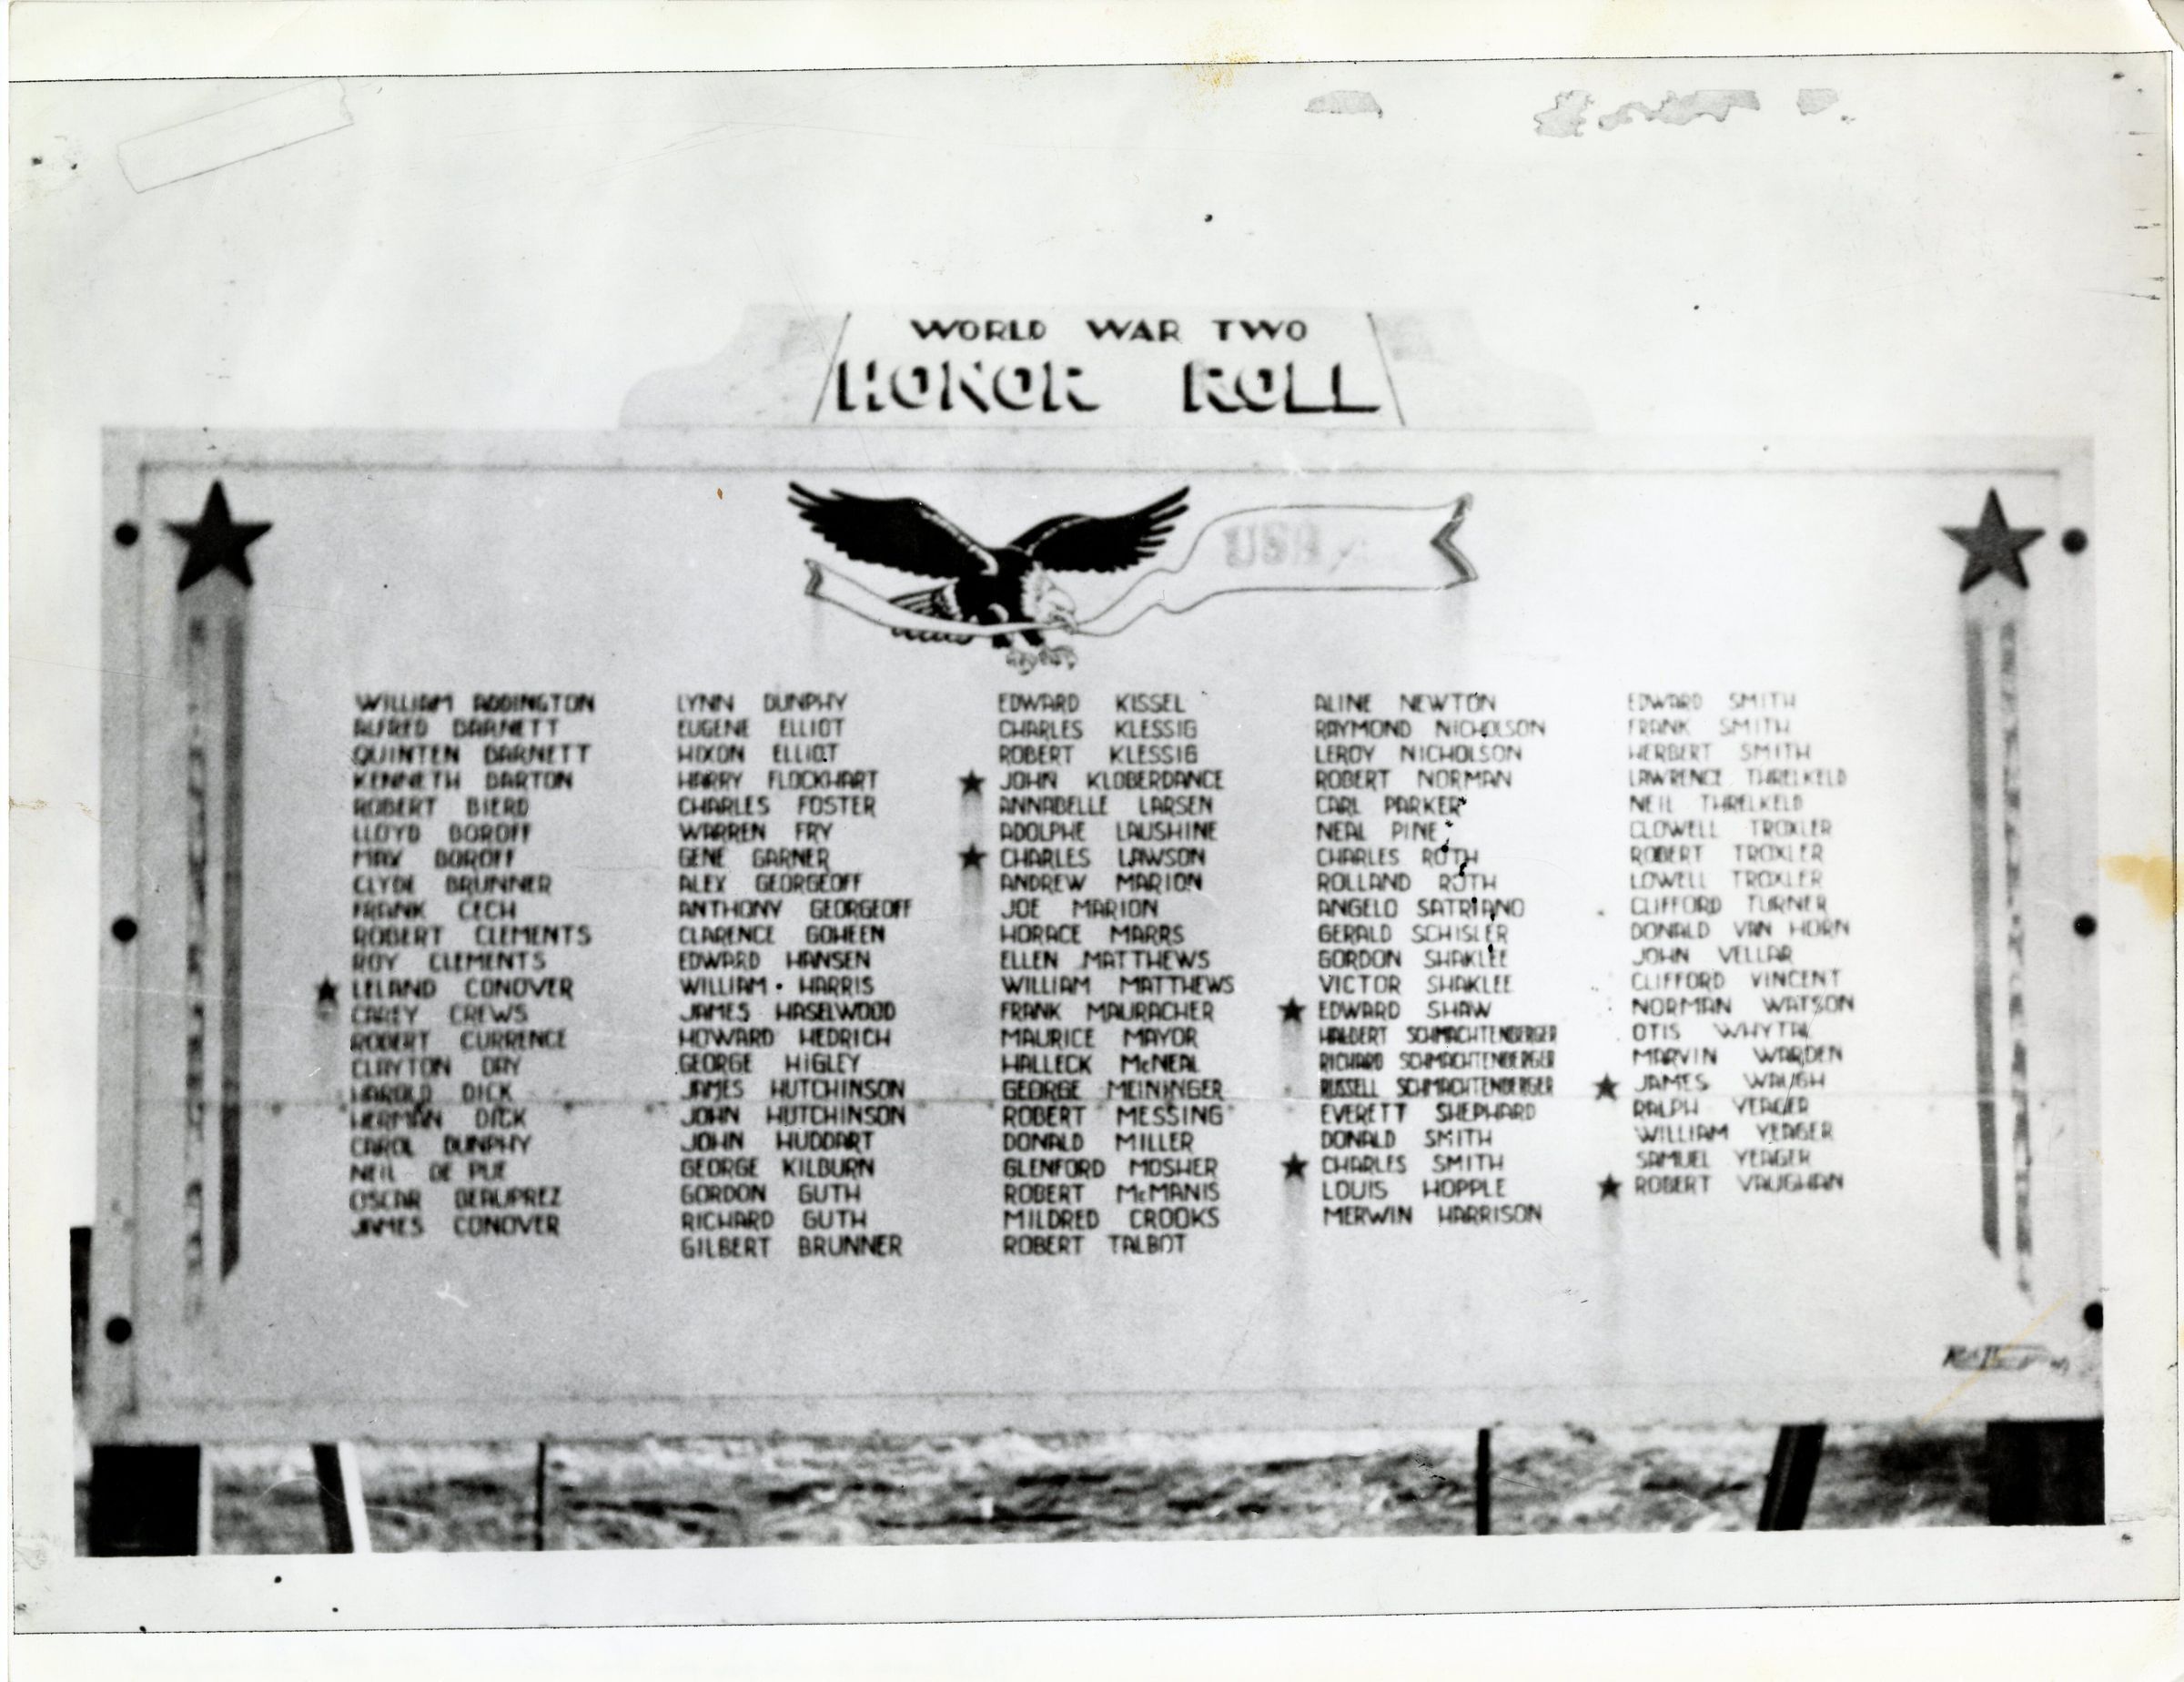 WORLD WAR TWO
HONOR ROLL
USA
WILLIAM ADDINGTON
ALFRED BARNETT
QUINTEN BARNETT
KENNETH BARTON
ROBERT BIERD
LLOYD BOROFF
MAX BOROFF
CLYDE BRUNNER
FRANK CECH
ROBERT CLEMENTS
ROY CLEMENTS
★ LELAND CONOVER
CAREY CREWS
ROBERT CURRENCE
CLAYTON DAY
HAROLD DICK
HERMAN DICK
CAROL DUNPHY
NEIL DE PUE
OSCAR BEAUPREZ
JAMES CONOVER
LYNN DUNPHY
EUGENE ELLIOT
HIXON ELLIOT
HARRY FLOCKHART
CHARLES FOSTER
WARREN FRY
GENE GARNER
ALEX GEORGEOFF
ANTHONY GEORGEOFF
CLARENCE GOHEEN
EDWARD HANSEN
WILLIAM HARRIS
JAMES HASELWOOD
HOWARD HEDRICH
GEORGE HIGLEY
JAMES HUTCHINSON
JOHN HUTCHINSON
JOHN HUDDART
GEORGE KILBURN
GORDON GUTH
RICHARD GUTH
GILBERT BRUNNER
EDWARD KISSEL
CHARLES KLESSIG
ROBERT KLESSIG
★ JOHN KLOBERDANCE
ANNABELLE LARSEN
ADOLPHE LAUSHINE
★ CHARLES LAWSON
ANDREW MARION
JOE MARION
HORACE MARRS
ELLEN MATTHEWS
WILLIAM MATTHEWS
FRANK MAURACHER
MAURICE MAYOR
HALLECK McNEAL
GEORGE MEININGER
ROBERT MESSING
DONALD MILLER
GLENFORD MOSHER
ROBERT McMANIS
MILDRED CROOKS
ROBERT TALBOT
ALINE NEWTON
RAYMOND NICHOLSON
LEROY NICHOLSON
ROBERT NORMAN
CARL PARKER
NEAL PINE
CHARLES ROTH
ROLLAND ROTH
ANGELO SATRIANO
GERALD SCHISLER
GORDON SHAKLEE
VICTOR SHAKLEE
★ EDWARD SHAW
HALBERT SCHMACHTENBERGER
RICHARD SCHMACHTENBERGER
RUSSELL SCHMACHTENBERGER
EVERETT SHEPHARD
DONALD SMITH
★ CHARLES SMITH
LOUIS HOPPLE
MERWIN HARRISON
EDWARD SMITH
FRANK SMITH
HERBERT SMITH
LAWRENCE THRELKELD
NEIL THRELKELD
CLOWELL TROXLER
ROBERT TROXLER
LOWELL TROXLER
CLIFFORD TURNER
DONALD VAN HORN
JOHN VELLAR
CLIFFORD VINCENT
NORMAN WATSON
OTIS WHYTAL
MARVIN WARDEN
★ JAMES WAUGH
RALPH YEAGER
WILLIAM YEAGER
SAMUEL YEAGER
★ ROBERT VAUGHAN